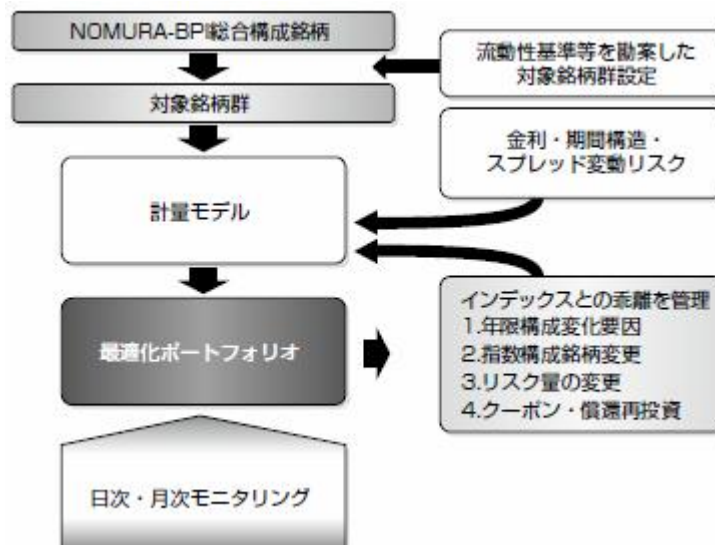 NOMURA-BPI総合構成銘柄
流動性基準等を勘案した
対象銘柄群設定
対象銘柄群
金利・期間構造・
スプレッド変動リスク
計量モデル
最適化ポートフォリオ
インデックスとの乖離を管理
1.年限構成変化要因
2.指数構成銘柄変更
3.リスク量の変更
4.クーポン・償還再投資
日次・月次モニタリング